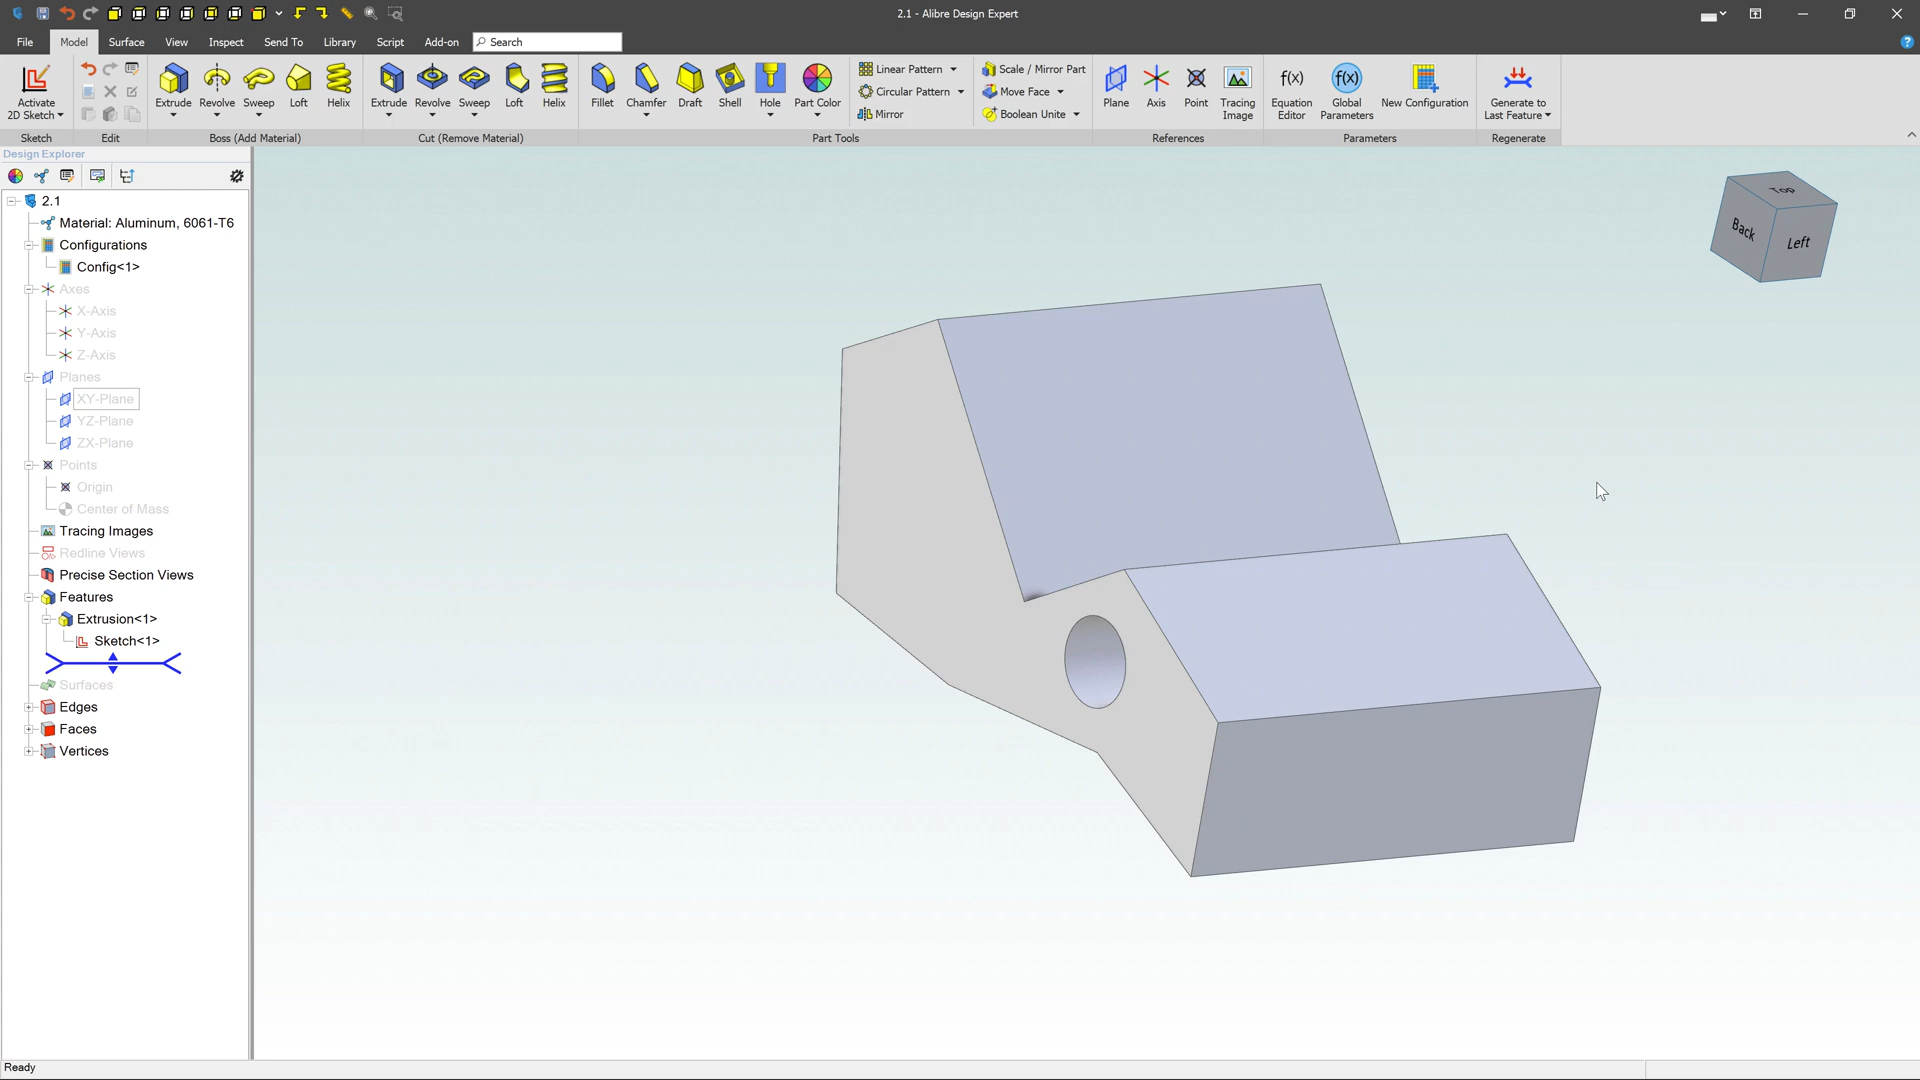 2.1 - Alibre Design Expert
File Model Surface View Inspect Send To Library Script Add-on Search
Activate
2D Sketch
Extrude Revolve Sweep Loft Helix
Extrude Revolve Sweep Loft Helix
Fillet Chamfer Draft Shell Hole Part Color
Linear Pattern
Circular Pattern
Mirror
Scale / Mirror Part
Move Face
Boolean Unite
Plane Axis Point Tracing
Image
f(x) Equation
Editor
f(x) Global
Parameters
New Configuration
Generate to
Last Feature
Sketch Edit Boss (Add Material) Cut (Remove Material) Part Tools References Parameters Regenerate
Design Explorer
2.1
Material: Aluminum, 6061-T6
Configurations
Config<1>
Axes
X-Axis
Y-Axis
Z-Axis
Planes
XY-Plane
YZ-Plane
ZX-Plane
Points
Origin
Center of Mass
Tracing Images
Redline Views
Precise Section Views
Features
Extrusion<1>
Sketch<1>
Surfaces
Edges
Faces
Vertices
Top
Back
Left
Ready